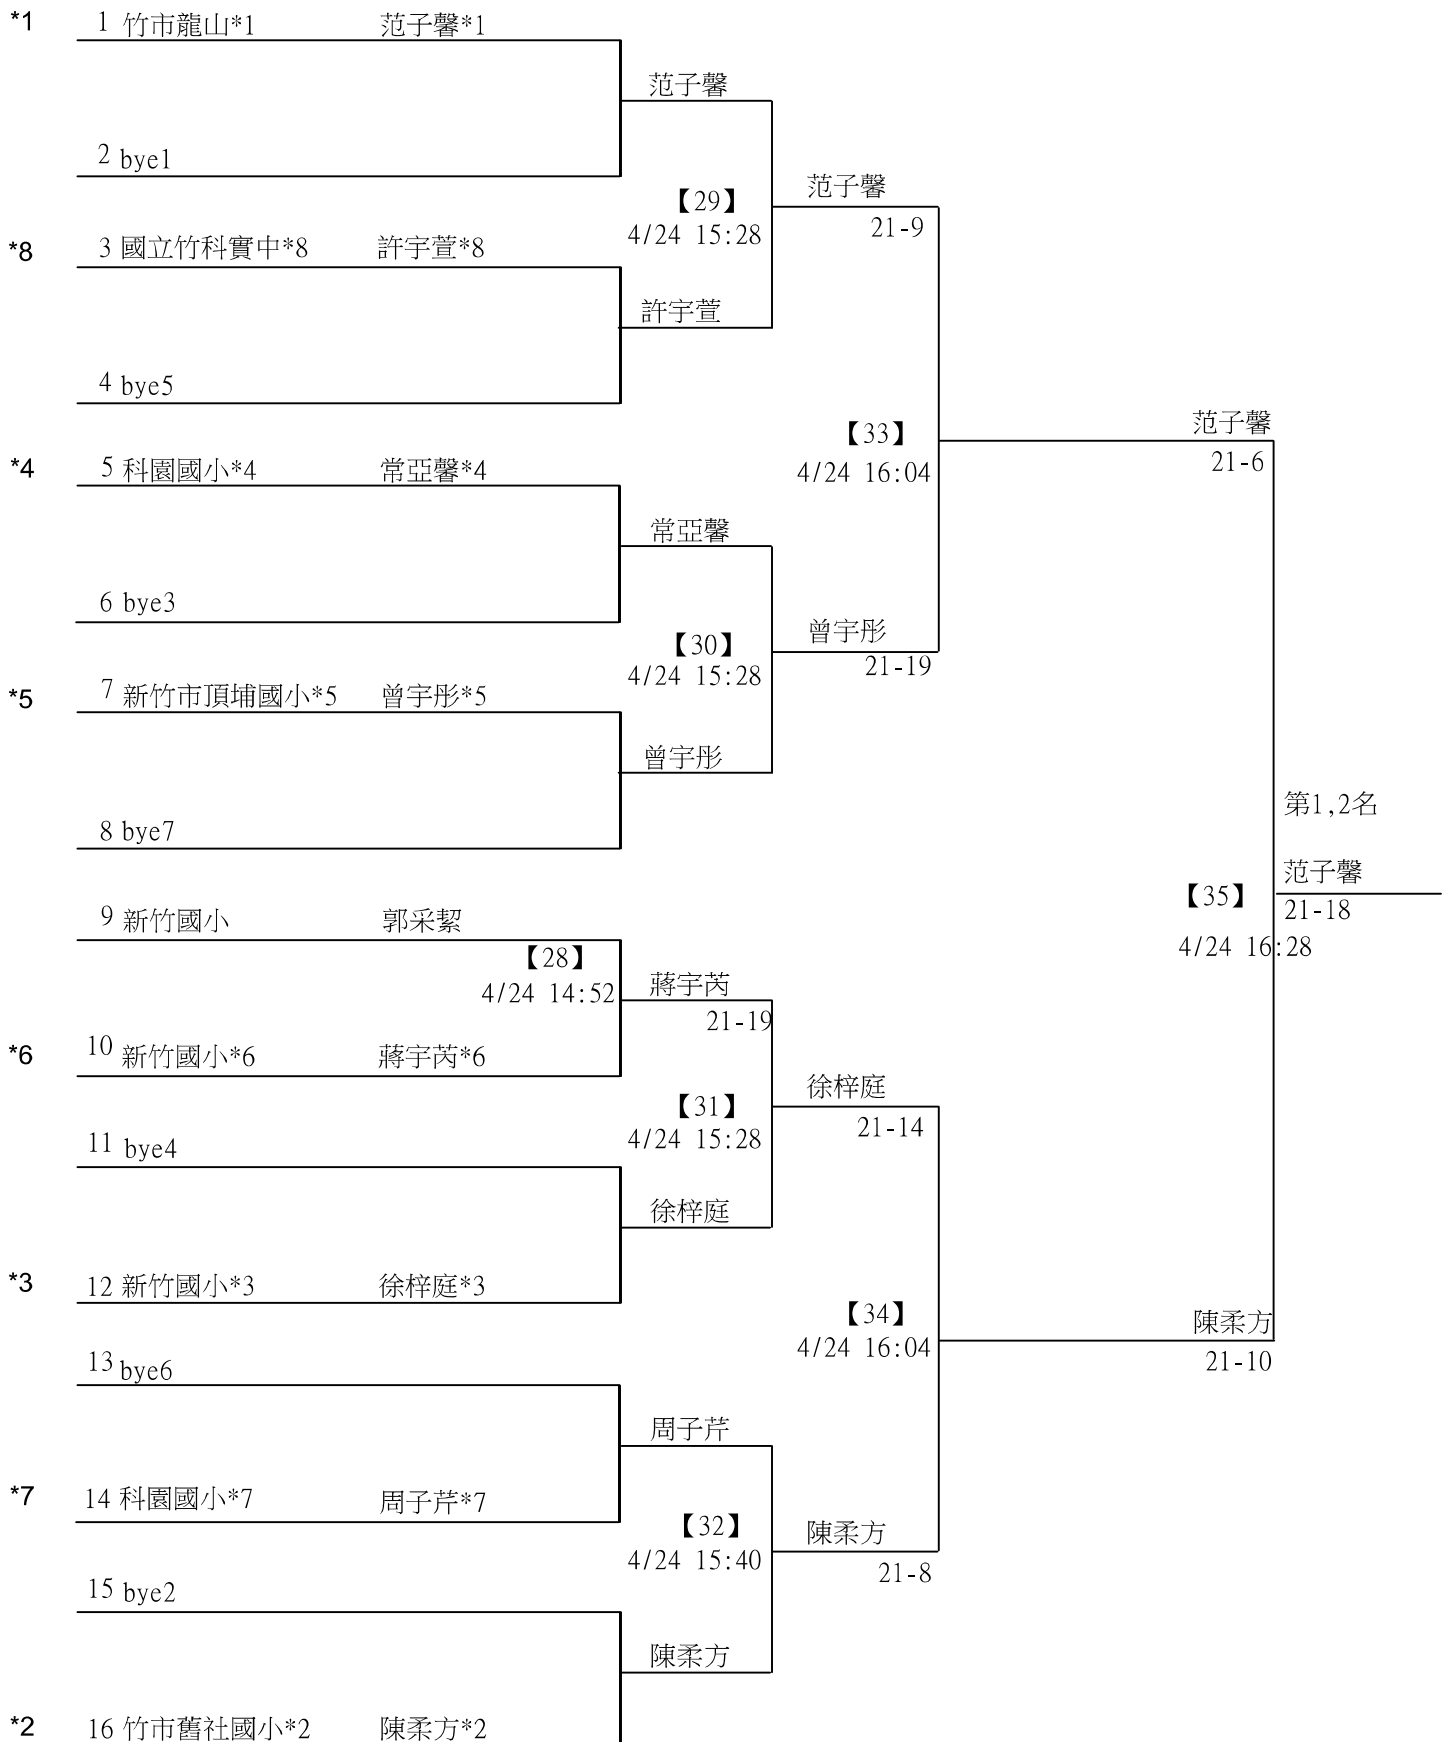 *1 1 竹市龍山*1 范子馨*1
范子馨
2 bye1
范子馨
【29】
21-9
4/24 15:28
*8 3 國立竹科實中*8 許宇萱*8
許宇萱
4 bye5
范子馨
【33】
21-6
*4 5 科園國小*4 常亞馨*4
4/24 16:04
常亞馨
6 bye3
曾宇彤
【30】
21-19
4/24 15:28
*5 7 新竹市頂埔國小*5 曾宇彤*5
曾宇彤
第1,2名
8 bye7
范子馨
【35】
21-18
9 新竹國小 郭采絜
4/24 16:28
【28】
4/24 14:52
蔣宇芮
21-19
*6 10 新竹國小*6 蔣宇芮*6
徐梓庭
【31】
21-14
4/24 15:28
11 bye4
徐梓庭
*3 12 新竹國小*3 徐梓庭*3
【34】
陳柔方
4/24 16:04
21-10
13 bye6
周子芹
*7 14 科園國小*7 周子芹*7
【32】
陳柔方
4/24 15:40
21-8
15 bye2
陳柔方
*2 16 竹市舊社國小*2 陳柔方*2